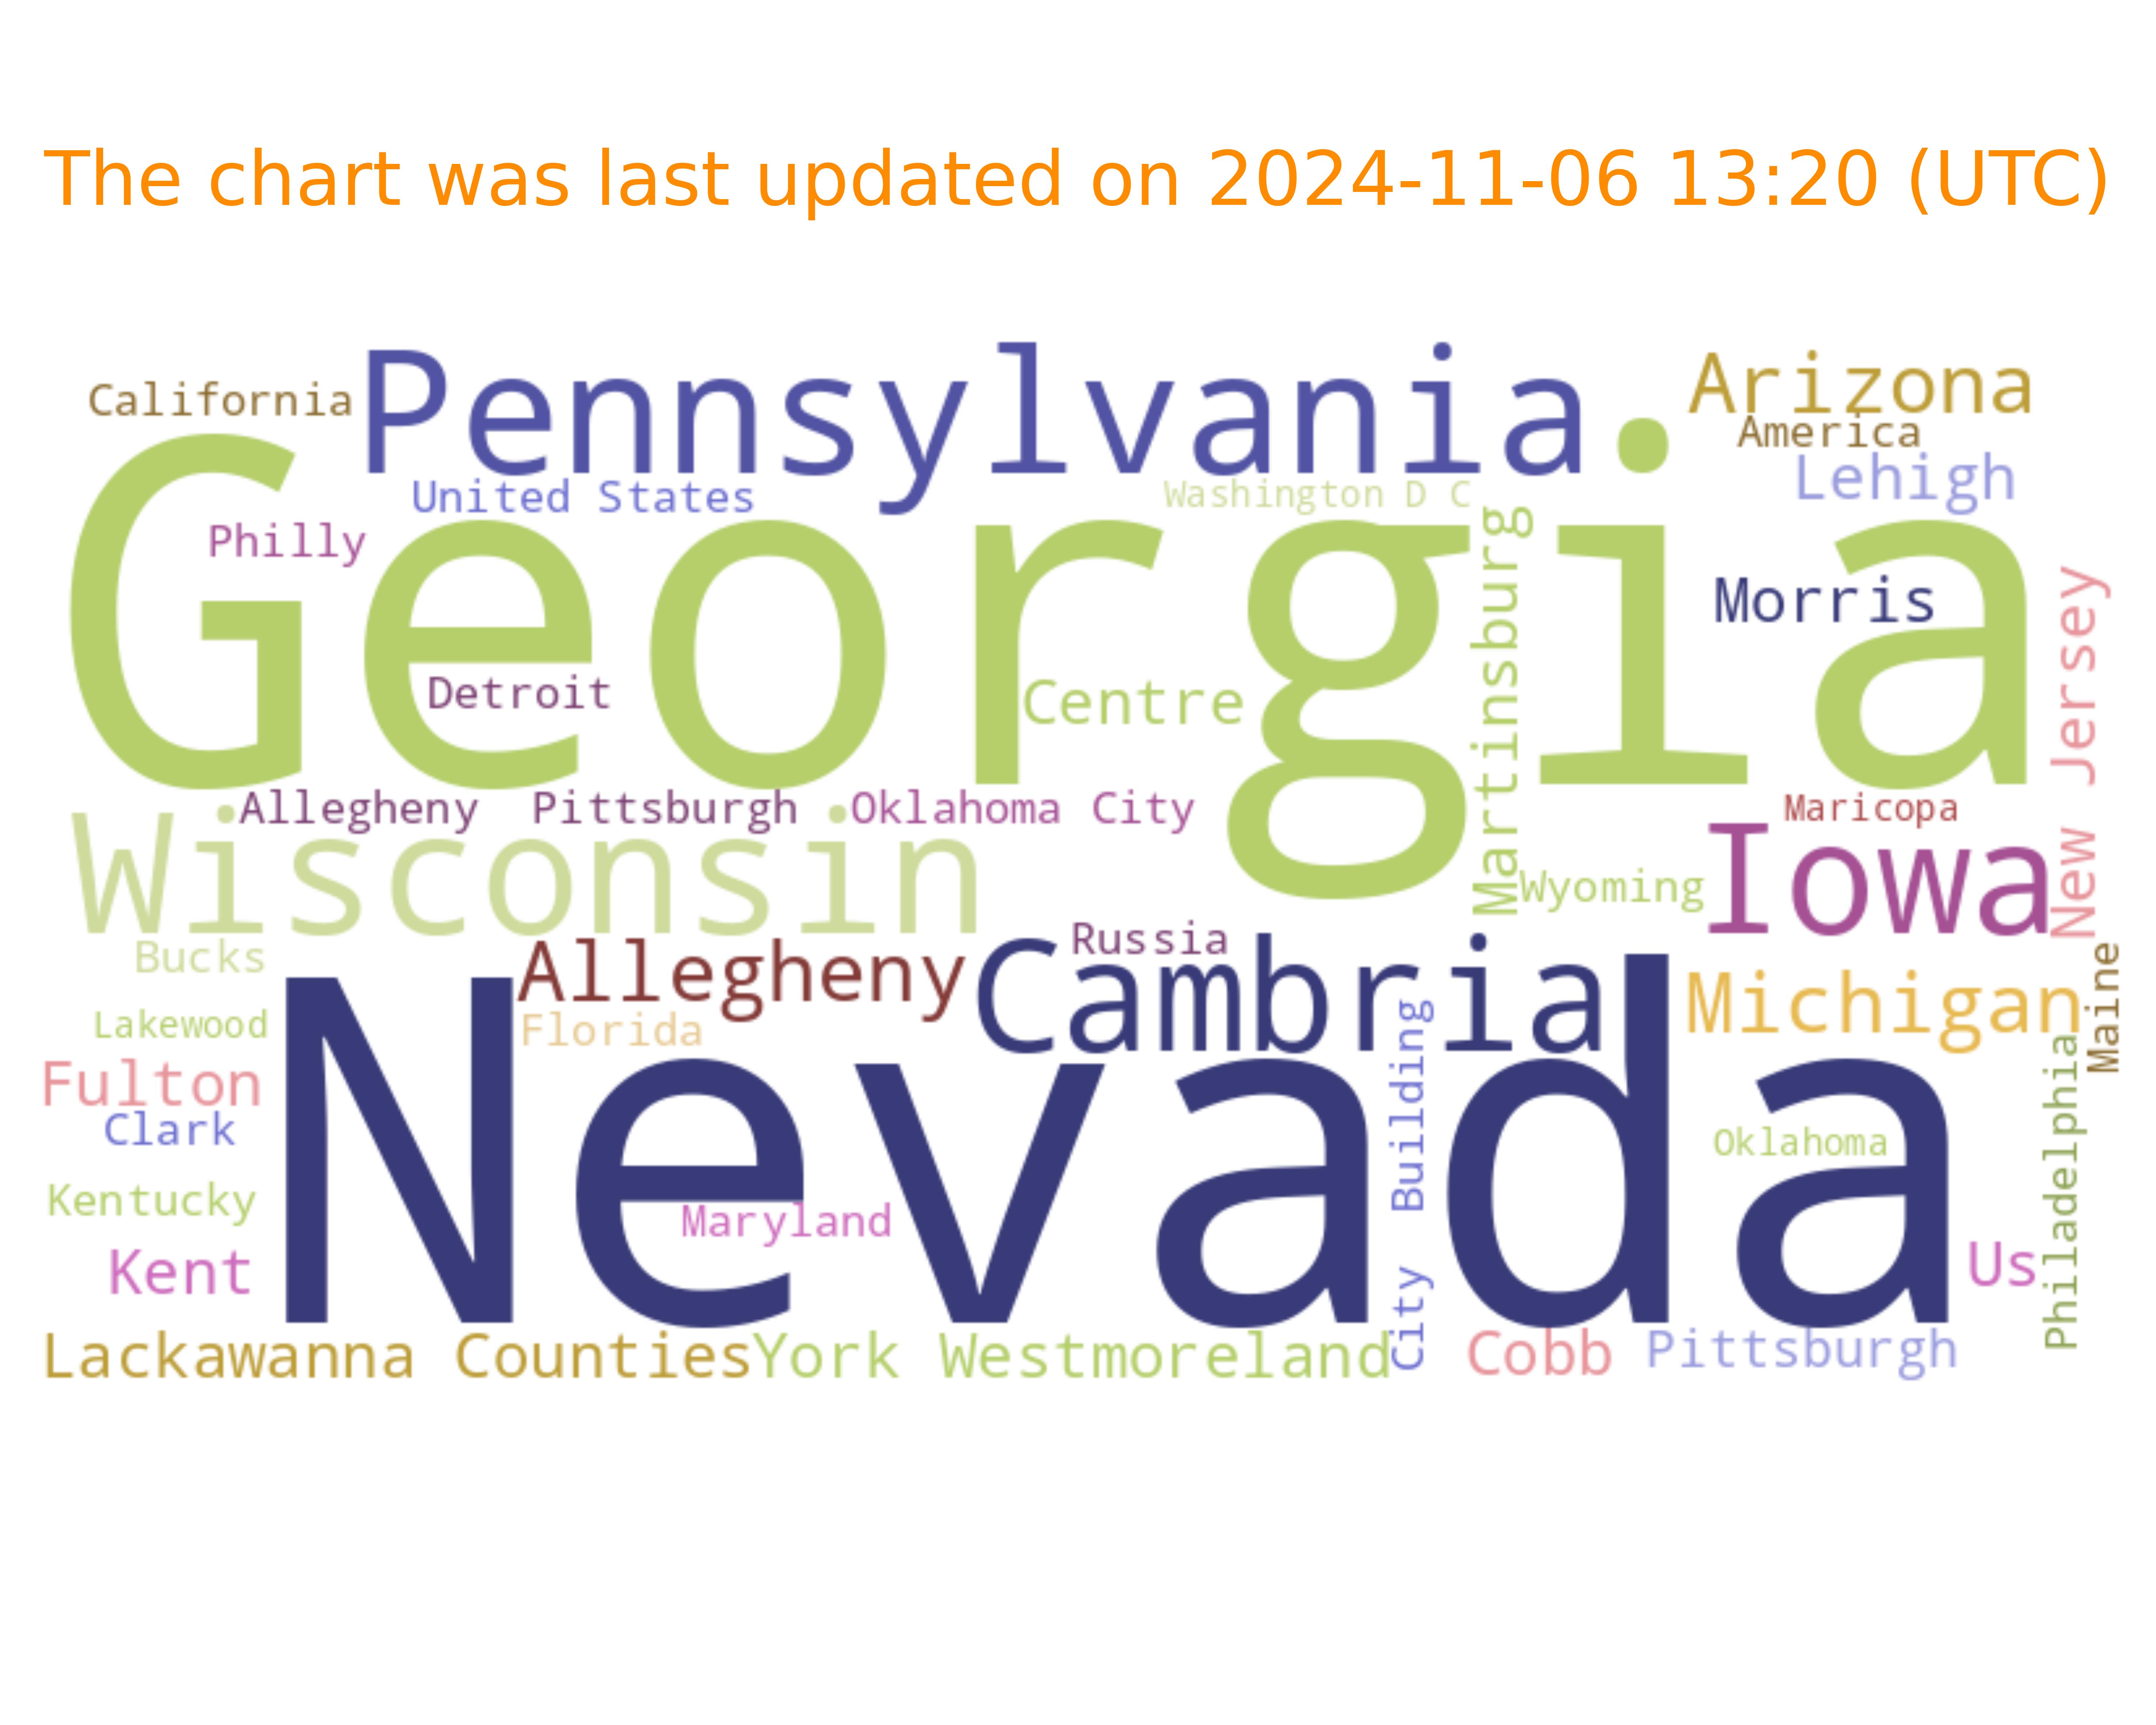 The chart was last updated on 2024-11-06 13:20 (UTC)
California
Pennsylvania
Arizona
America
United States
Washington D C
Lehigh
Philly
Georgia
Morris
Martinsburg
New Jersey
Detroit
Centre
Allegheny
Pittsburgh
Oklahoma City
Maricopa
Wisconsin
Wyoming
Iowa
Bucks
Allegheny
Russia
Cambria
Michigan
Maine
Lakewood
Florida
Fulton
Nevada
City Building
Clark
Oklahoma
Philadelphia
Kentucky
Maryland
Kent
Us
Lackawanna Counties
York Westmoreland
Cobb
Pittsburgh